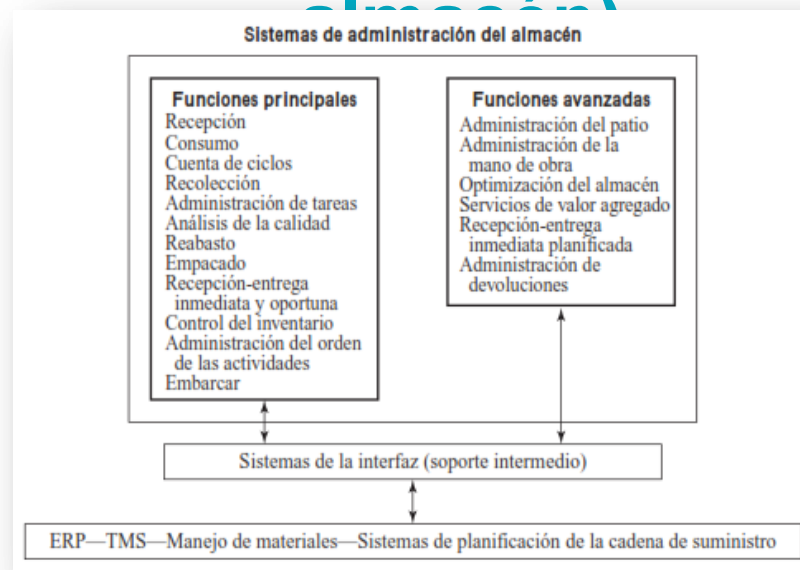 almacén)
Sistemas de administración del almacén
Funciones principales
Recepción
Consumo
Cuenta de ciclos
Recolección
Administración de tareas
Análisis de la calidad
Reabasto
Empacado
Recepción-entrega
inmediata y oportuna
Control del inventario
Administración del orden
de las actividades
Embarcar
Funciones avanzadas
Administración del patio
Administración de la
mano de obra
Optimización del almacén
Servicios de valor agregado
Recepción-entrega
inmediata planificada
Administración de
devoluciones
Sistemas de la interfaz (soporte intermedio)
ERP—TMS—Manejo de materiales—Sistemas de planificación de la cadena de suministro